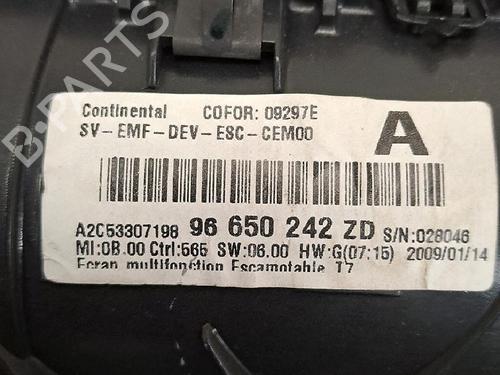 Continental COFOR: 09297E
SV-EMF-DEV-ESC-CEM00
A
A2C53307198 96 650 242 ZD S/N:028046
MI:0B.00 Ctrl:565 SW:06.00 HW:G(07:15) 2009/01/14
Ecran multifonction Escamotable T7
B-PARTS